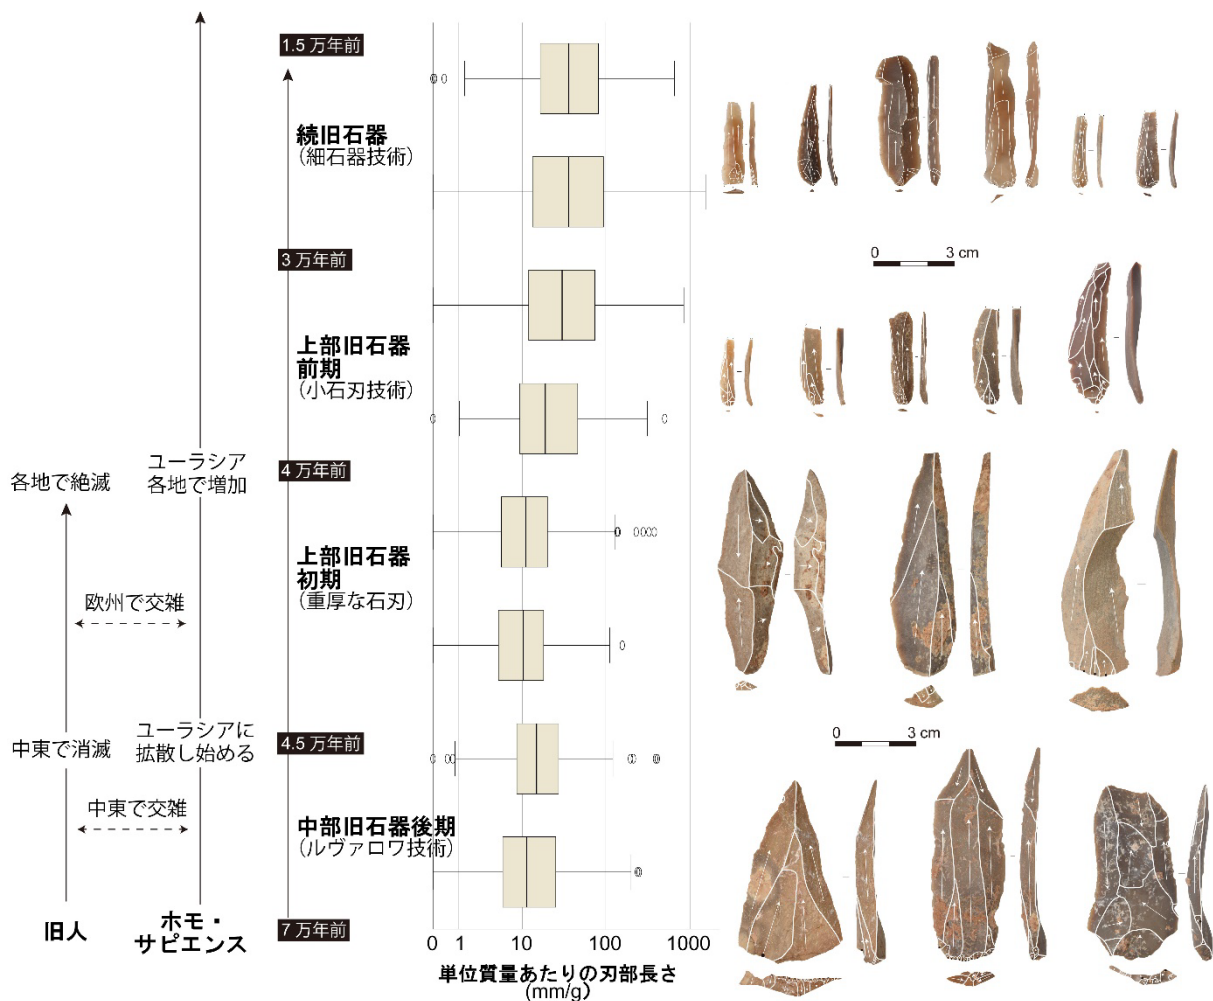 1.5 万年前
続旧石器
（細石器技術）
0 3 cm
3 万年前
上部旧石器
前期
（小石刃技術）
4 万年前
各地で絶滅
ユーラシア
各地で増加
上部旧石器
初期
（重厚な石刃）
欧州で交雑
中東で消滅
ユーラシアに
拡散し始める
4.5 万年前
0 3 cm
中東で交雑
中部旧石器後期
（ルヴァロワ技術）
旧人
ホモ・
サピエンス
7 万年前
0 1 10 100 1000
単位質量あたりの刃部長さ
(mm/g)